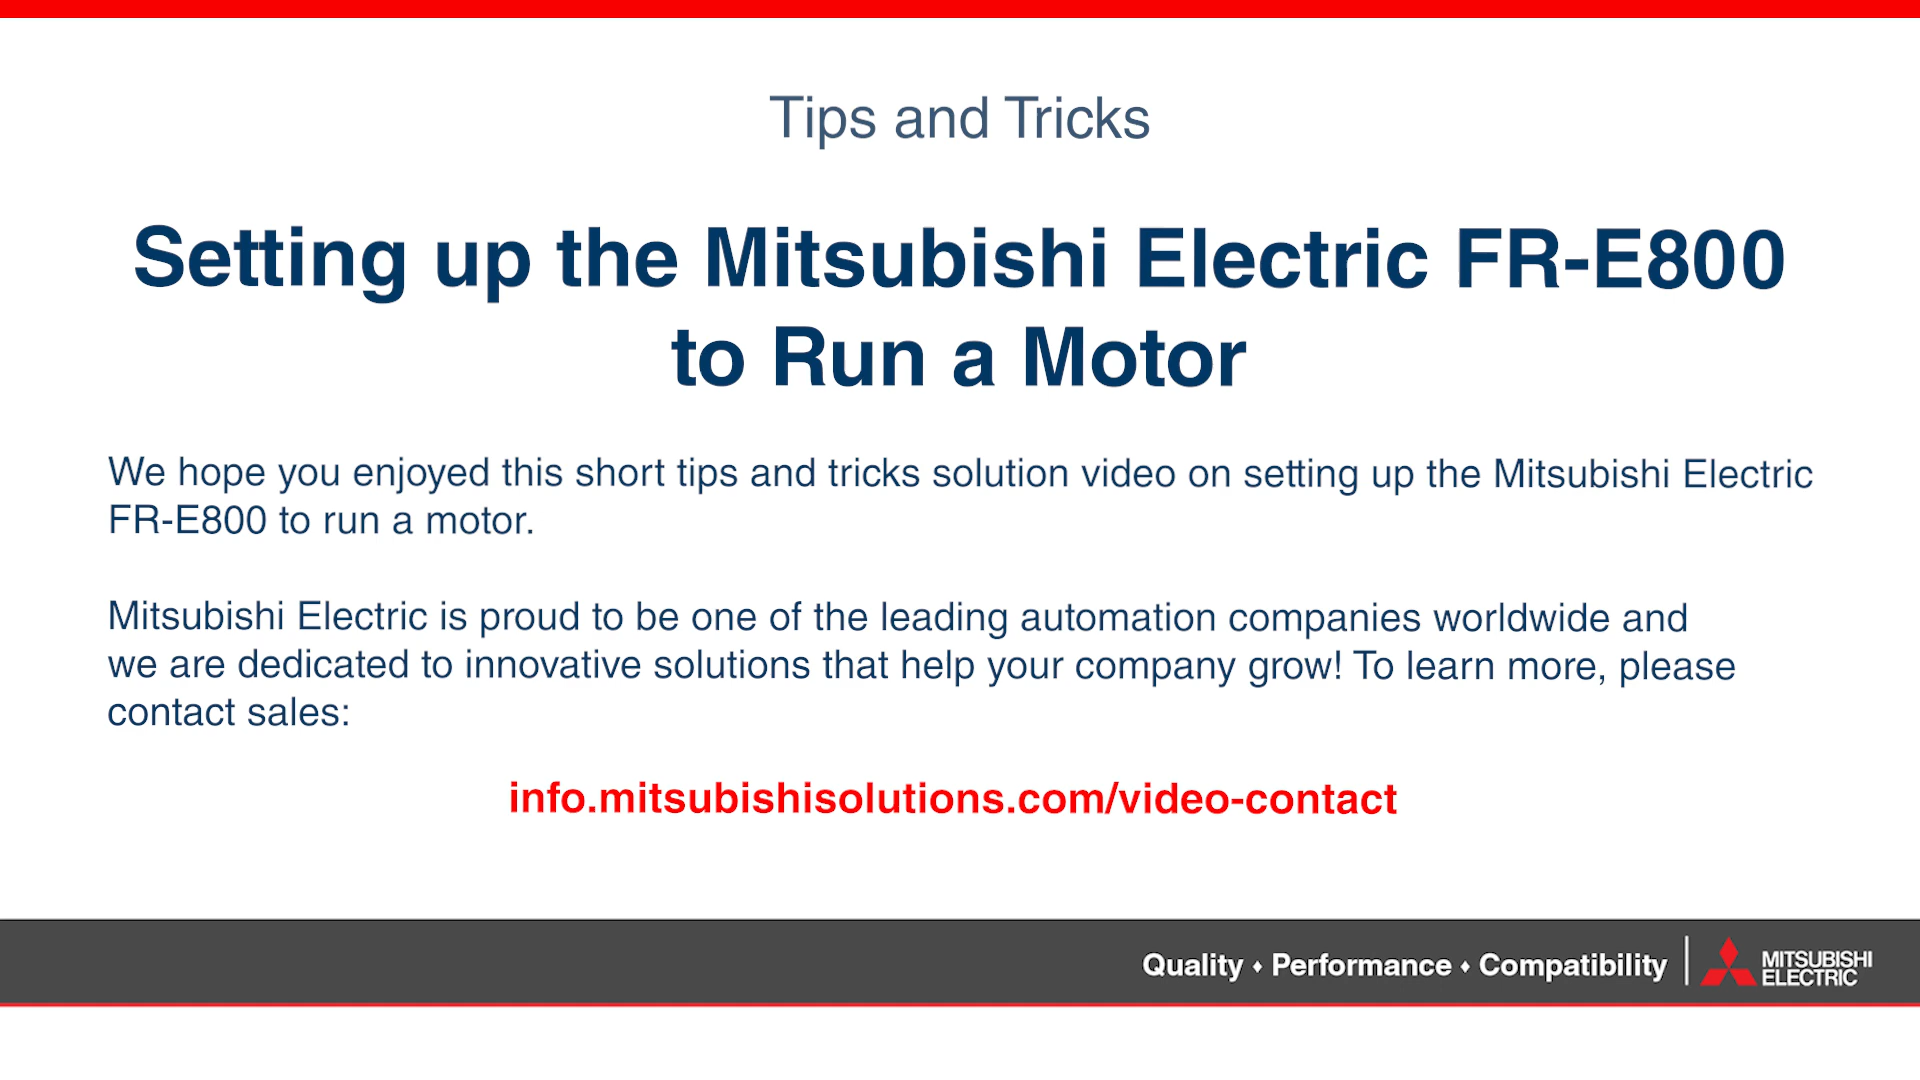 Tips and Tricks
Setting up the Mitsubishi Electric FR-E800
to Run a Motor
We hope you enjoyed this short tips and tricks solution video on setting up the Mitsubishi Electric
FR-E800 to run a motor.
Mitsubishi Electric is proud to be one of the leading automation companies worldwide and
we are dedicated to innovative solutions that help your company grow! To learn more, please
contact sales:
info.mitsubishisolutions.com/video-contact
Quality ♦ Performance ♦ Compatibility
MITSUBISHI
ELECTRIC